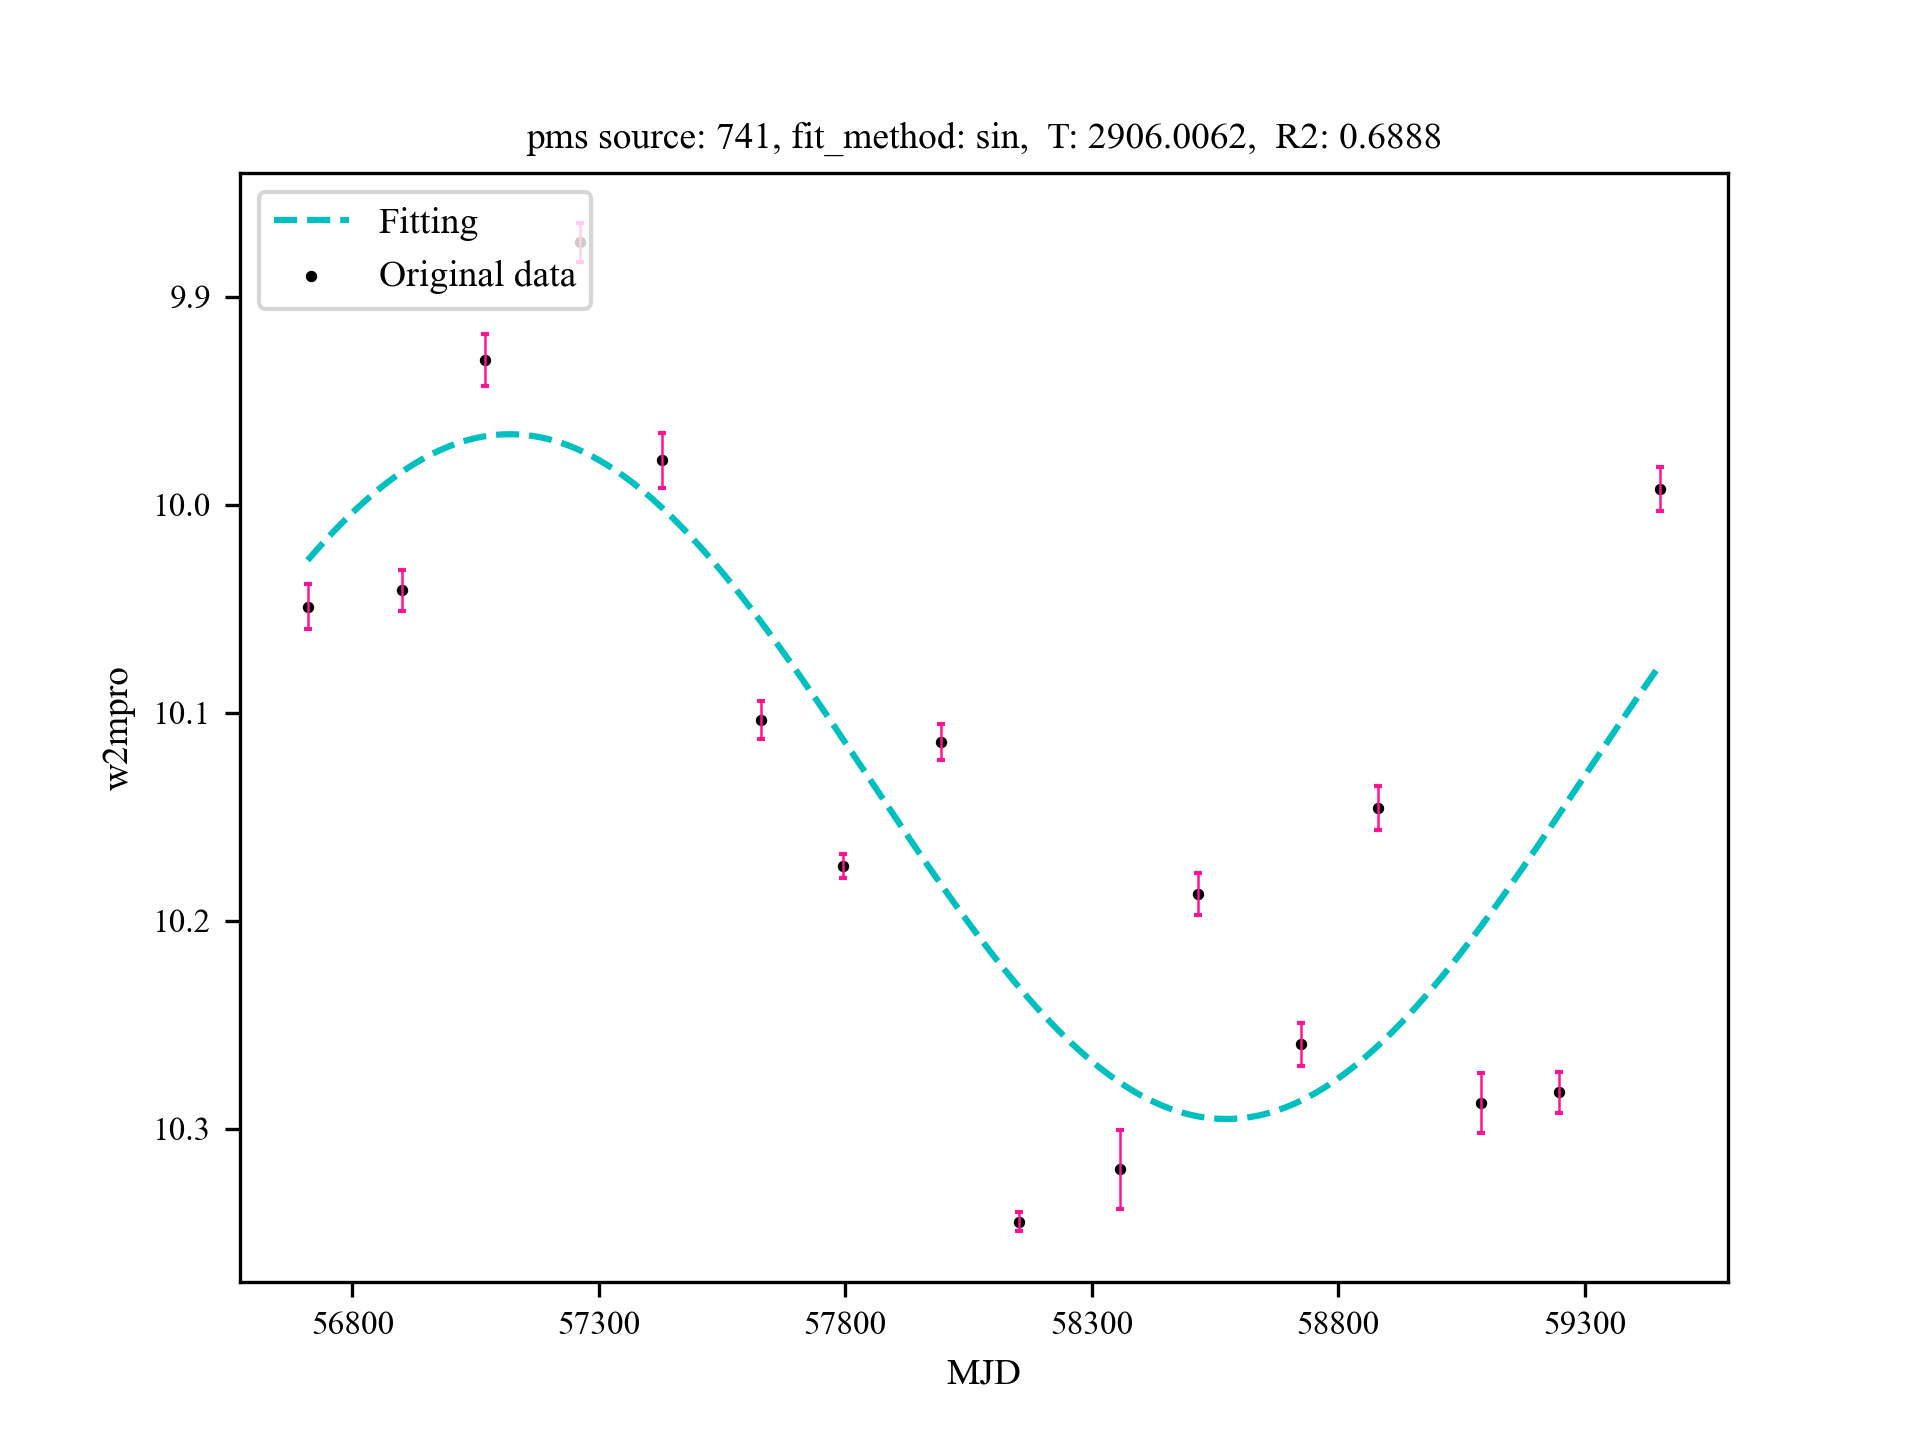 pms source: 741, fit_method: sin,  T: 2906.0062,  R2: 0.6888
Fitting
Original data
9.9
10.0
10.1
10.2
10.3
w2mpro
56800 57300 57800 58300 58800 59300
MJD